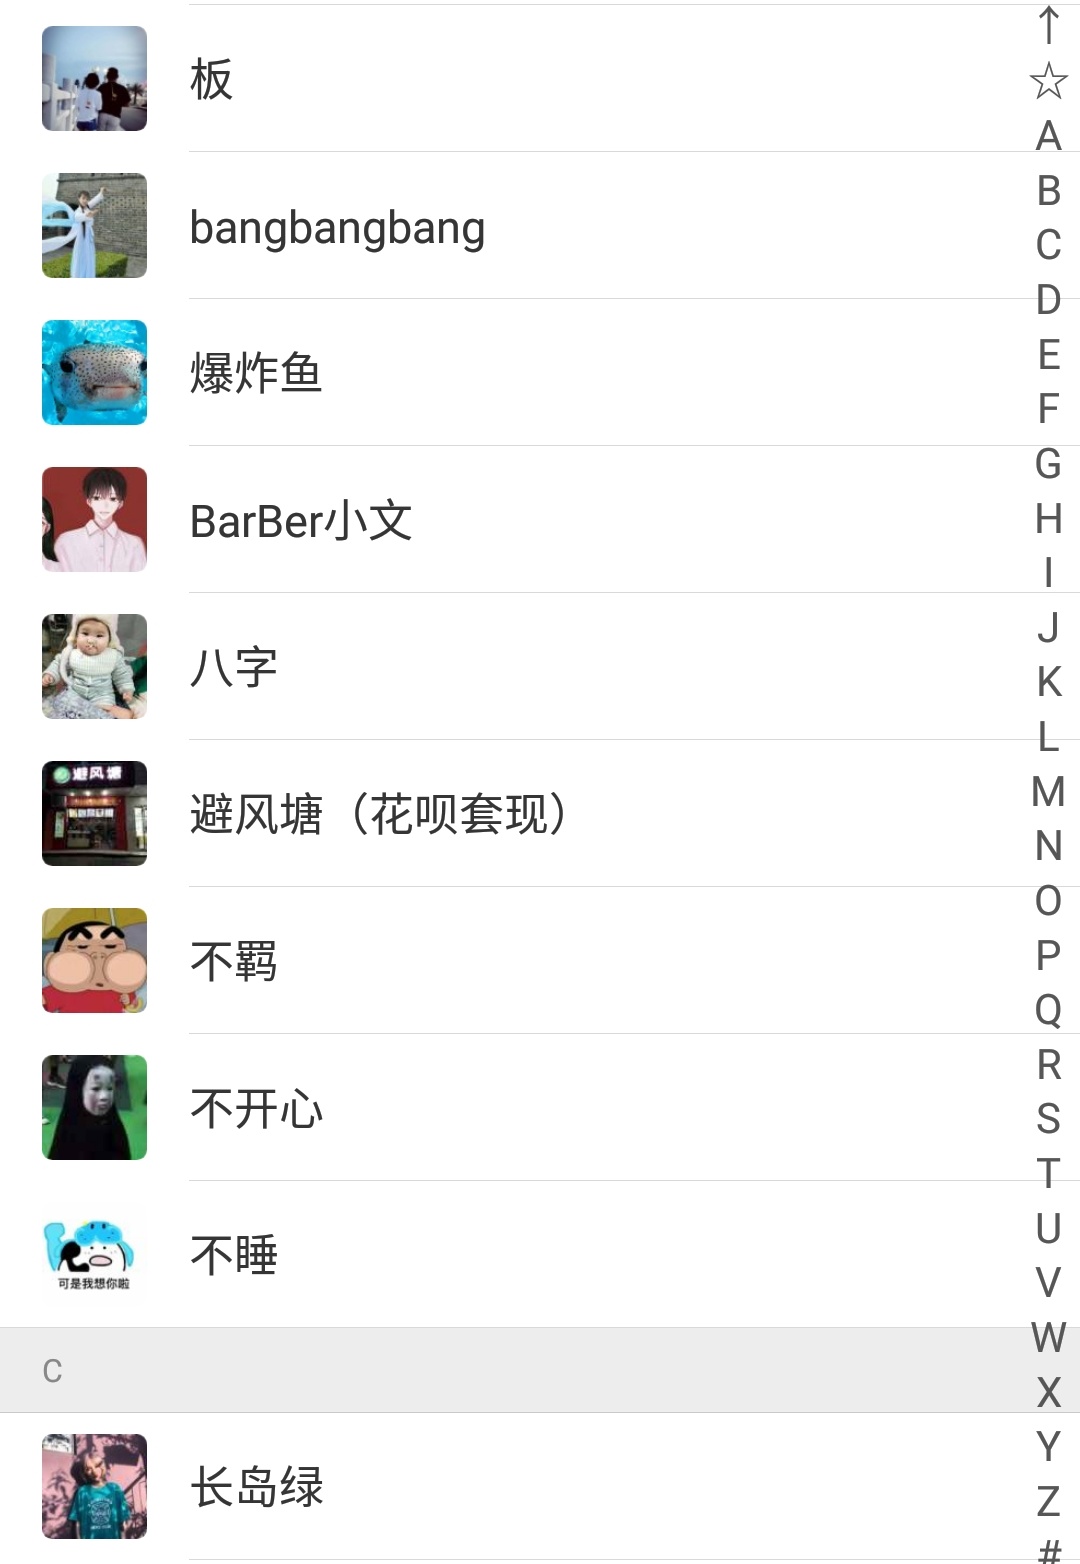 板
bangbangbang
爆炸鱼
BarBer小文
八字
避风塘
避风塘（花呗套现）
不羁
不开心
可是我想你啦
不睡
C
长岛绿
↑
☆
A
B
C
D
E
F
G
H
I
J
K
L
M
N
O
P
Q
R
S
T
U
V
W
X
Y
Z
#